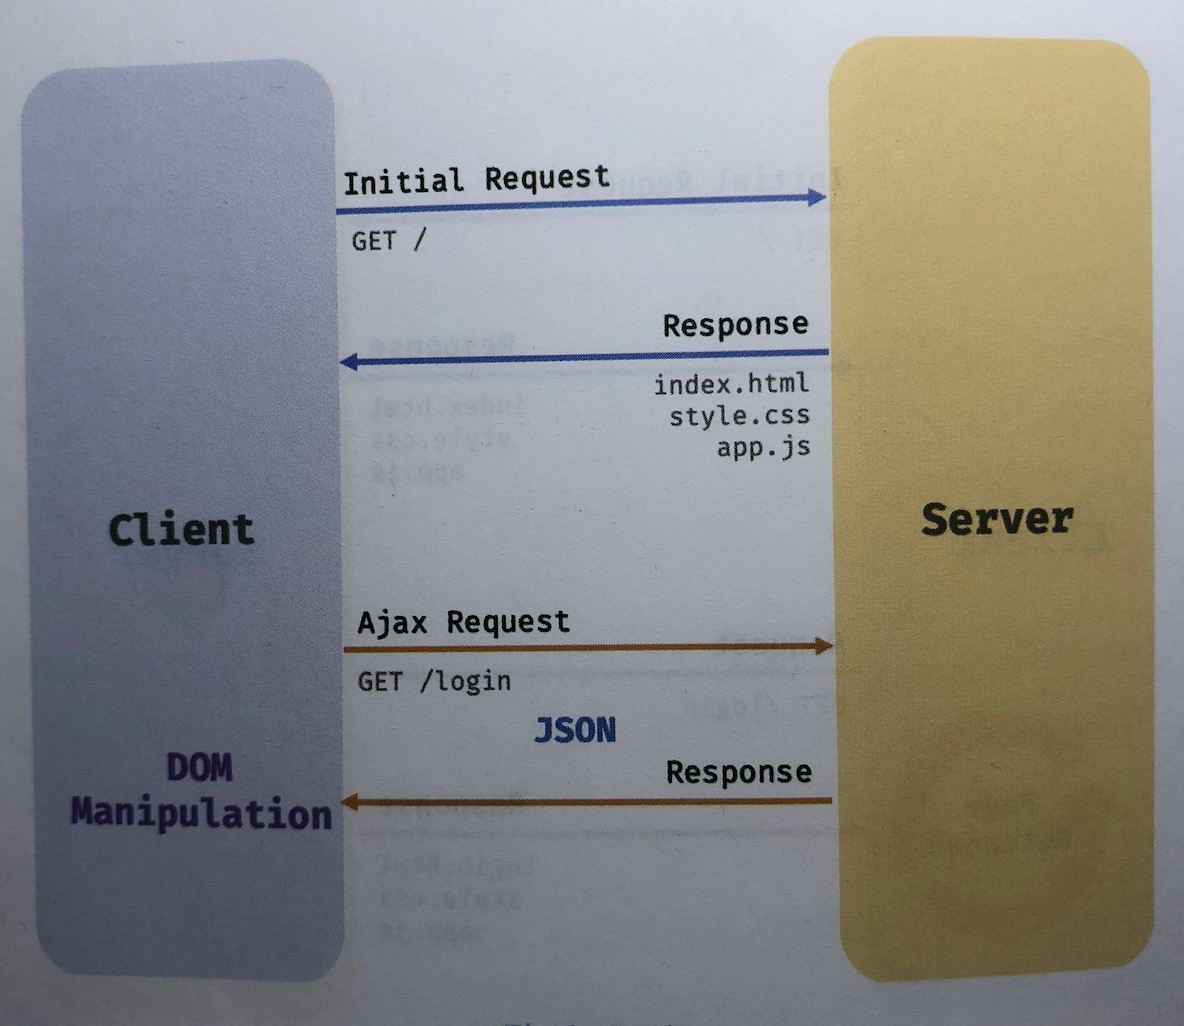 Initial Request
GET /
Response
index.html
style.css
app.js
Client
Server
Ajax Request
GET /login
JSON
Response
DOM
Manipulation